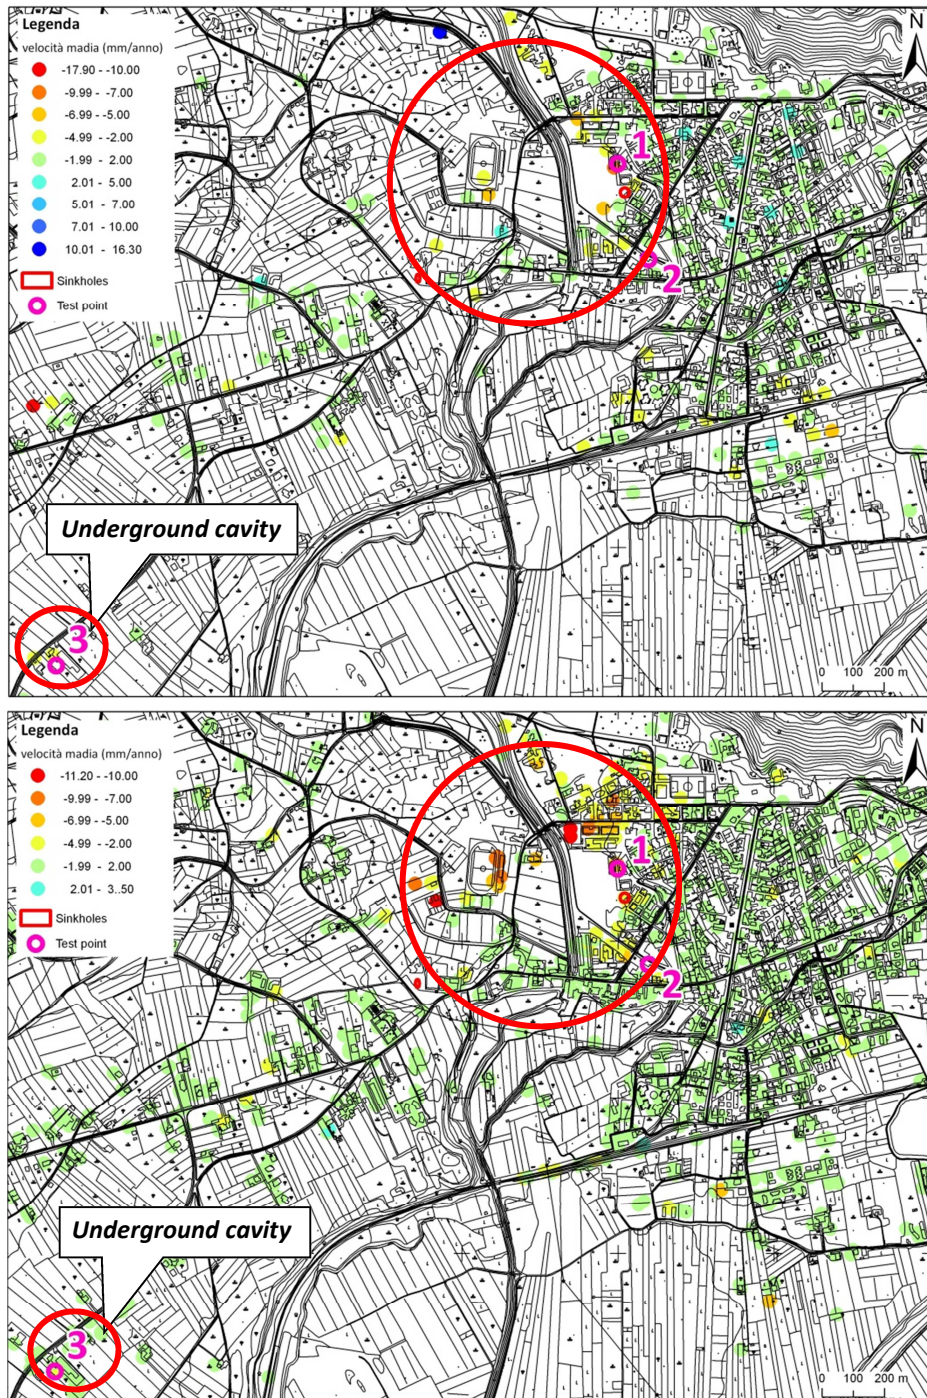 Legenda
velocità madia (mm/anno)
-17.90 - -10.00
-9.99 - -7.00
-6.99 - -5.00
-4.99 - -2.00
-1.99 - 2.00
2.01 - 5.00
5.01 - 7.00
7.01 - 10.00
10.01 - 16.30
Sinkholes
Test point
N
1
2
Underground cavity
3
0 100 200 m
Legenda
velocità madia (mm/anno)
-11.20 - -10.00
-9.99 - -7.00
-6.99 - -5.00
-4.99 - -2.00
-1.99 - 2.00
2.01 - 3.50
Sinkholes
Test point
N
1
2
Underground cavity
3
0 100 200 m